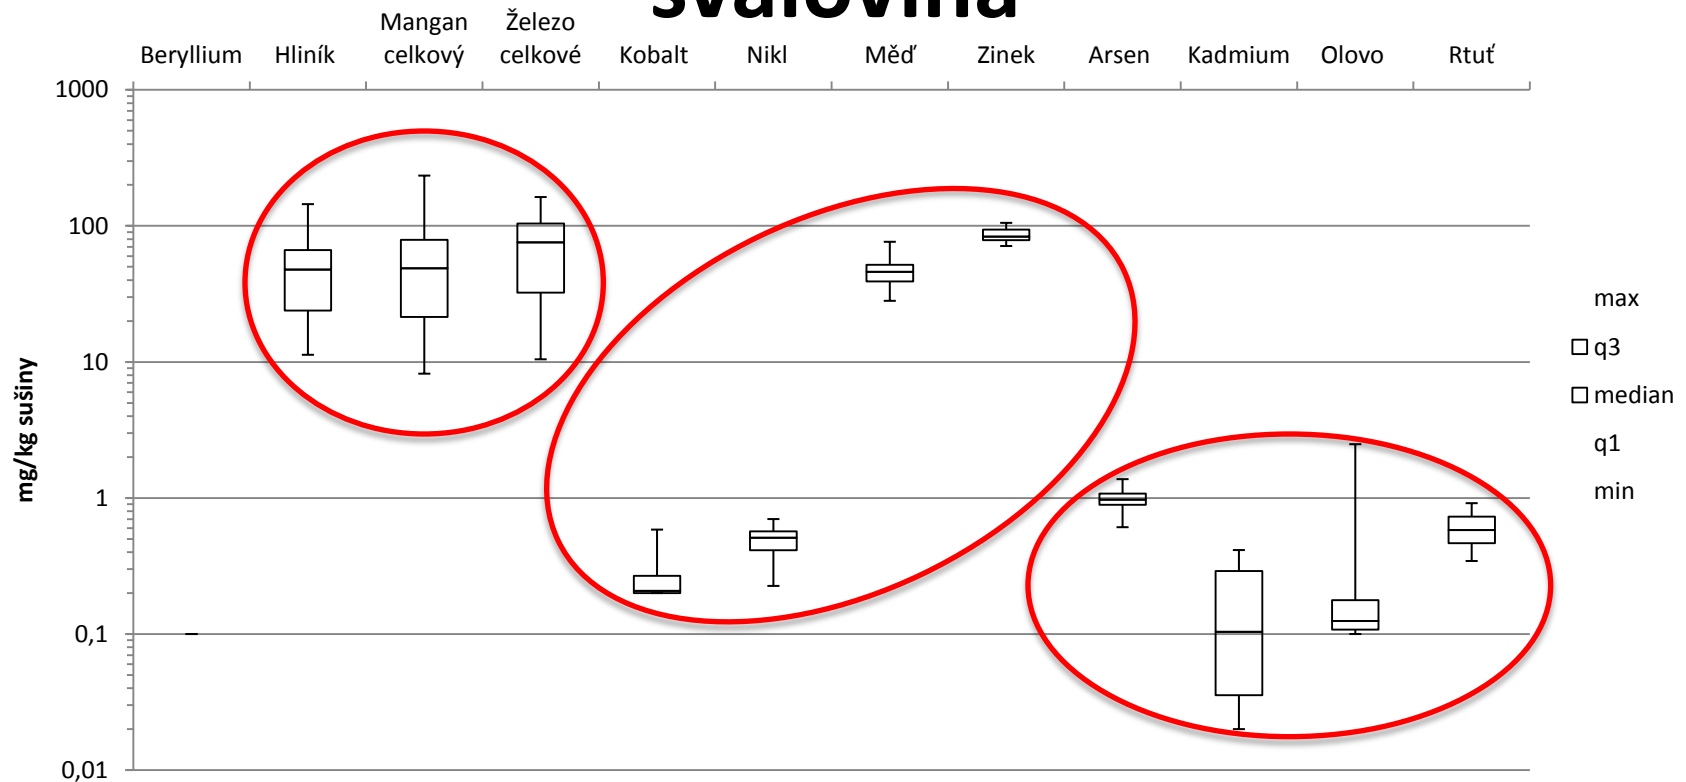 svalovina
Beryllium
Hliník
Mangan
celkový
Železo
celkové
Kobalt
Nikl
Měď
Zinek
Arsen
Kadmium
Olovo
Rtuť
1000
100
10
1
0,1
0,01
mg/kg sušiny
max
q3
median
q1
min